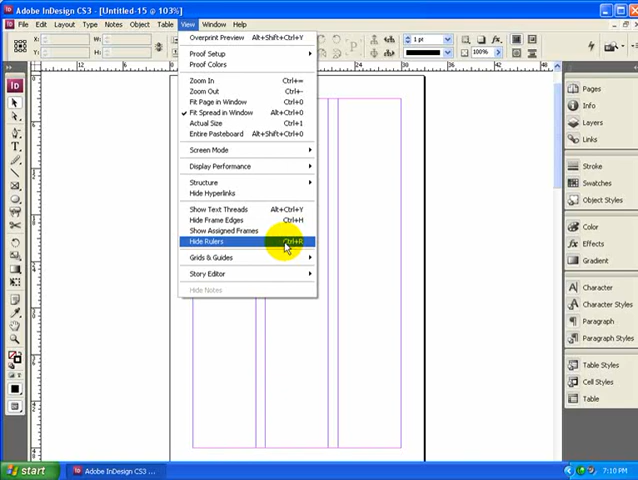 Adobe InDesign CS3 - [Untitled-15 @ 103%]
File Edit Layout Type Notes Object Table View Window Help
X:
Y:
W:
H:
1 pt
100%
Overprint Preview Alt+Shift+Ctrl+Y
Proof Setup
Proof Colors
Zoom In Ctrl+=
Zoom Out Ctrl+-
Fit Page in Window Ctrl+0
Fit Spread in Window Alt+Ctrl+0
Actual Size Ctrl+1
Entire Pasteboard Alt+Shift+Ctrl+0
Screen Mode
Display Performance
Structure
Hide Hyperlinks
Show Text Threads Alt+Ctrl+Y
Hide Frame Edges Ctrl+H
Show Assigned Frames
Hide Rulers Ctrl+R
Grids & Guides
Story Editor
Hide Notes
Pages
Info
Layers
Links
Stroke
Swatches
Object Styles
Color
Effects
Gradient
Character
Character Styles
Paragraph
Paragraph Styles
Table Styles
Cell Styles
Table
start
Adobe InDesign CS3 ...
7:10 PM